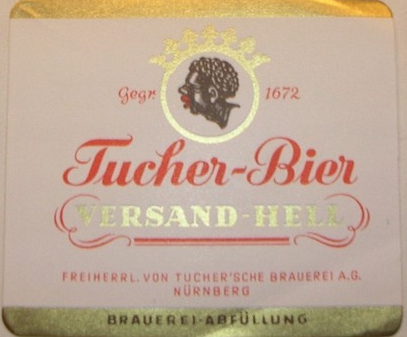 Gegr. 1672
Tucher-Bier
VERSAND-HELL
FREIHERRL. VON TUCHER'SCHE BRAUEREI A.G.
NÜRNBERG
BRAUEREI-ABFÜLLUNG